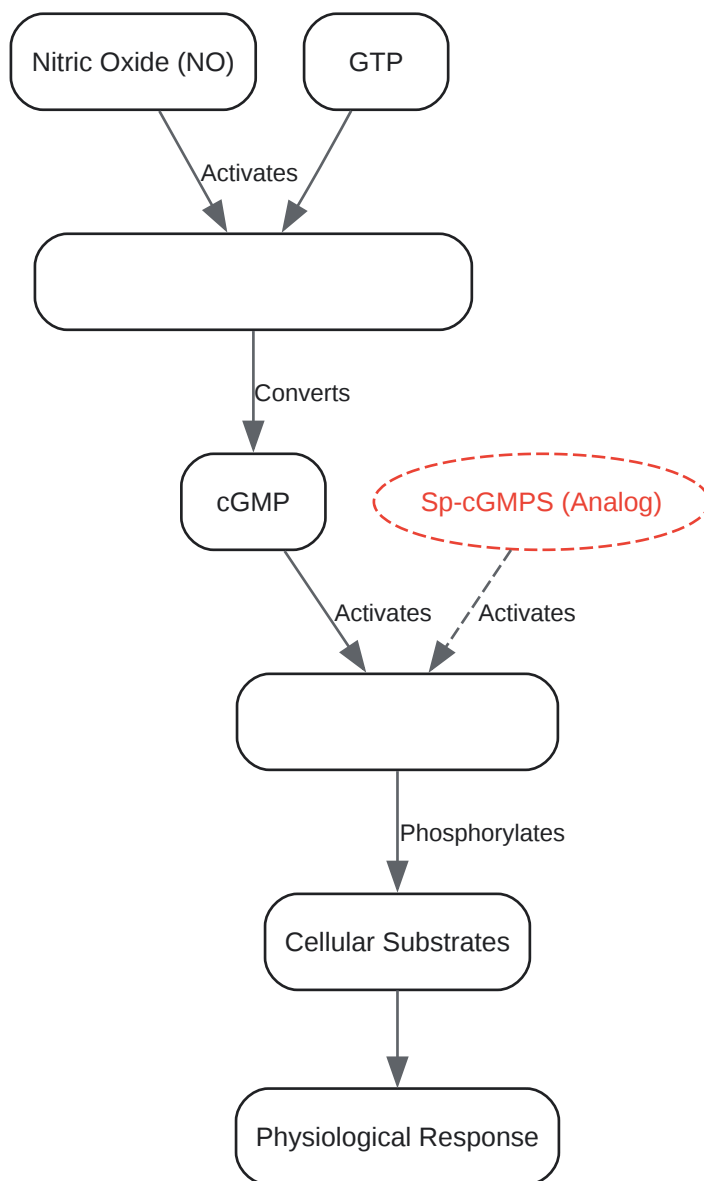 Nitric Oxide (NO)
GTP
Activates
Converts
cGMP
Sp-cGMPS (Analog)
Activates
Activates
Phosphorylates
Cellular Substrates
Physiological Response